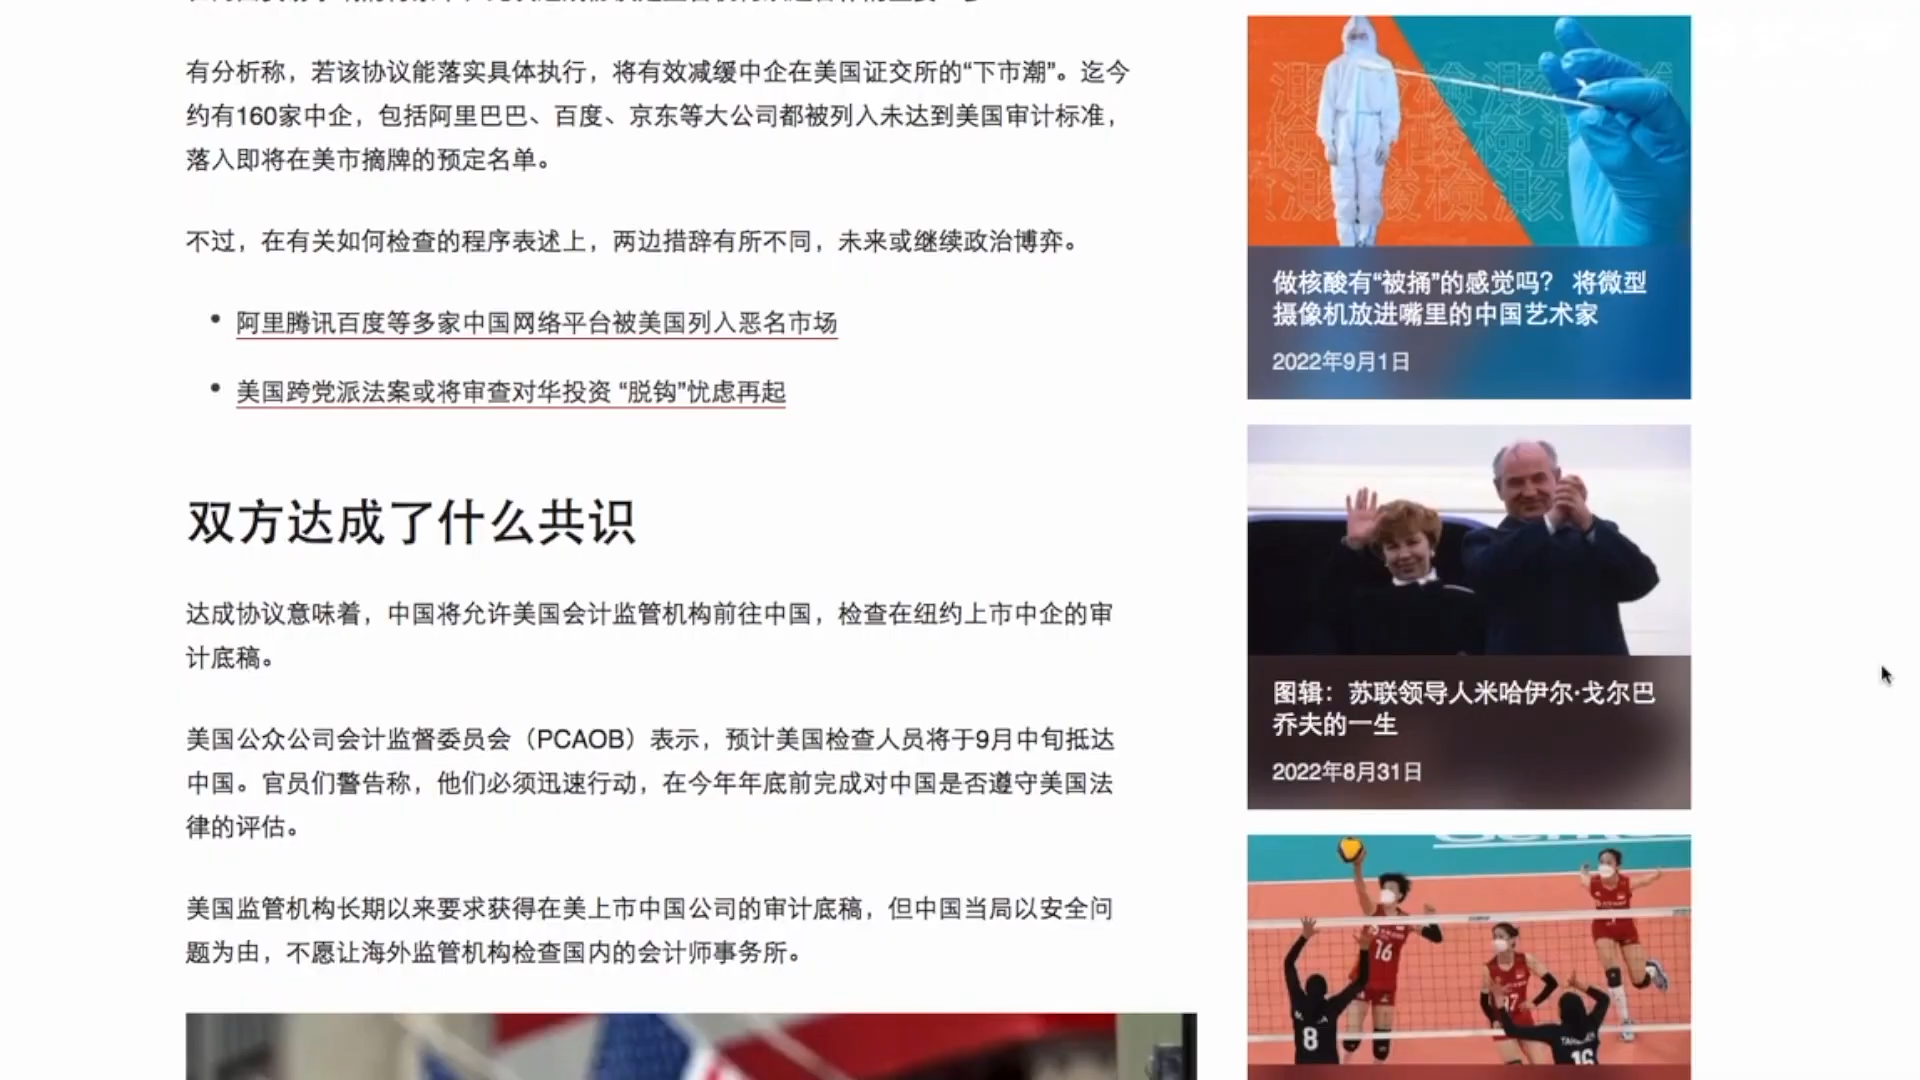 有分析称，若该协议能落实具体执行，将有效减缓中企在美国证交所的“下市潮”。迄今
约有160家中企，包括阿里巴巴、百度、京东等大公司都被列入未达到美国审计标准，
落入即将在美市摘牌的预定名单。
不过，在有关如何检查的程序表述上，两边措辞有所不同，未来或继续政治博弈。
• 阿里腾讯百度等多家中国网络平台被美国列入恶名市场
• 美国跨党派法案或将审查对华投资 “脱钩”忧虑再起
双方达成了什么共识
达成协议意味着，中国将允许美国会计监管机构前往中国，检查在纽约上市中企的审
计底稿。
美国公众公司会计监督委员会（PCAOB）表示，预计美国检查人员将于9月中旬抵达
中国。官员们警告称，他们必须迅速行动，在今年年底前完成对中国是否遵守美国法
律的评估。
美国监管机构长期以来要求获得在美上市中国公司的审计底稿，但中国当局以安全问
题为由，不愿让海外监管机构检查国内的会计师事务所。
做核酸有“被捅”的感觉吗？ 将微型
摄像机放进嘴里的中国艺术家
2022年9月1日
图辑：苏联领导人米哈伊尔·戈尔巴
乔夫的一生
2022年8月31日
16
8
16